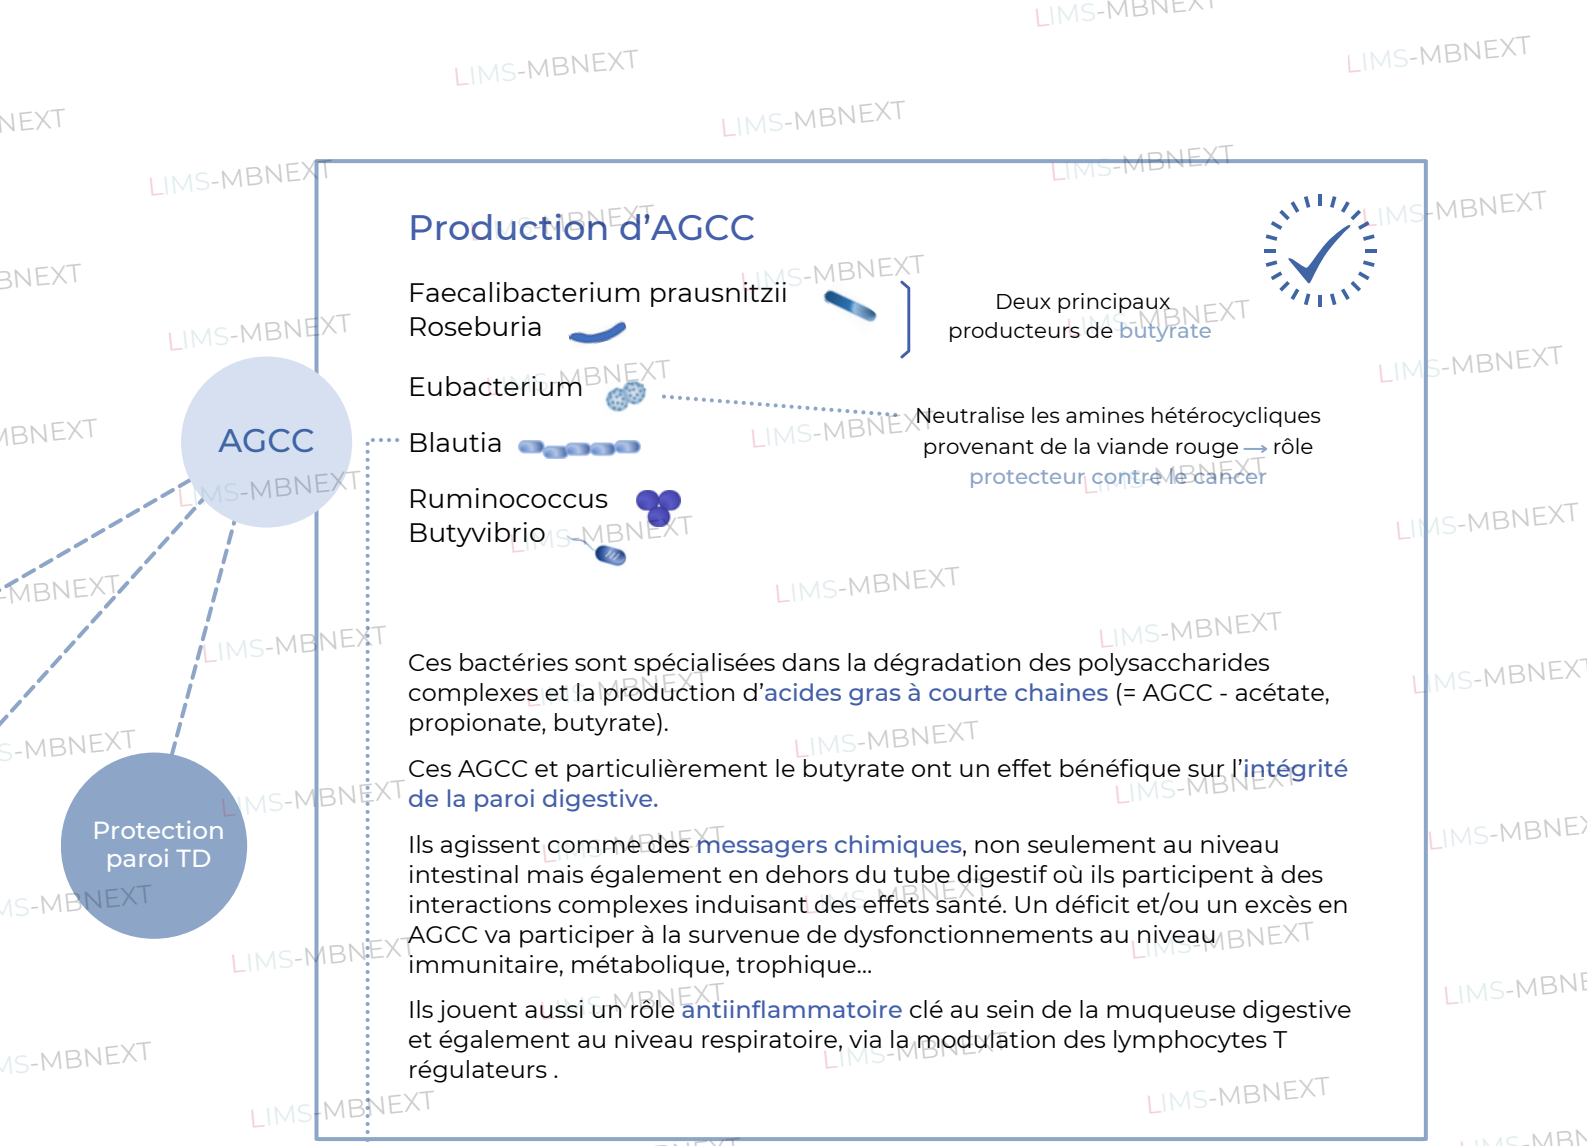 Production d’AGCC
Faecalibacterium prausnitzii
Roseburia
Deux principaux
producteurs de butyrate
Eubacterium
Neutralise les amines hétérocycliques
provenant de la viande rouge → rôle
protecteur contre le cancer
AGCC
Blautia
Ruminococcus
Butyvibrio
Ces bactéries sont spécialisées dans la dégradation des polysaccharides
complexes et la production d’acides gras à courte chaines (= AGCC - acétate,
propionate, butyrate).
Ces AGCC et particulièrement le butyrate ont un effet bénéfique sur l’intégrité
de la paroi digestive.
Protection
paroi TD
Ils agissent comme des messagers chimiques, non seulement au niveau
intestinal mais également en dehors du tube digestif où ils participent à des
interactions complexes induisant des effets santé. Un déficit et/ou un excès en
AGCC va participer à la survenue de dysfonctionnements au niveau
immunitaire, métabolique, trophique...
Ils jouent aussi un rôle antiinflammatoire clé au sein de la muqueuse digestive
et également au niveau respiratoire, via la modulation des lymphocytes T
régulateurs .
LIMS-MBNEXT